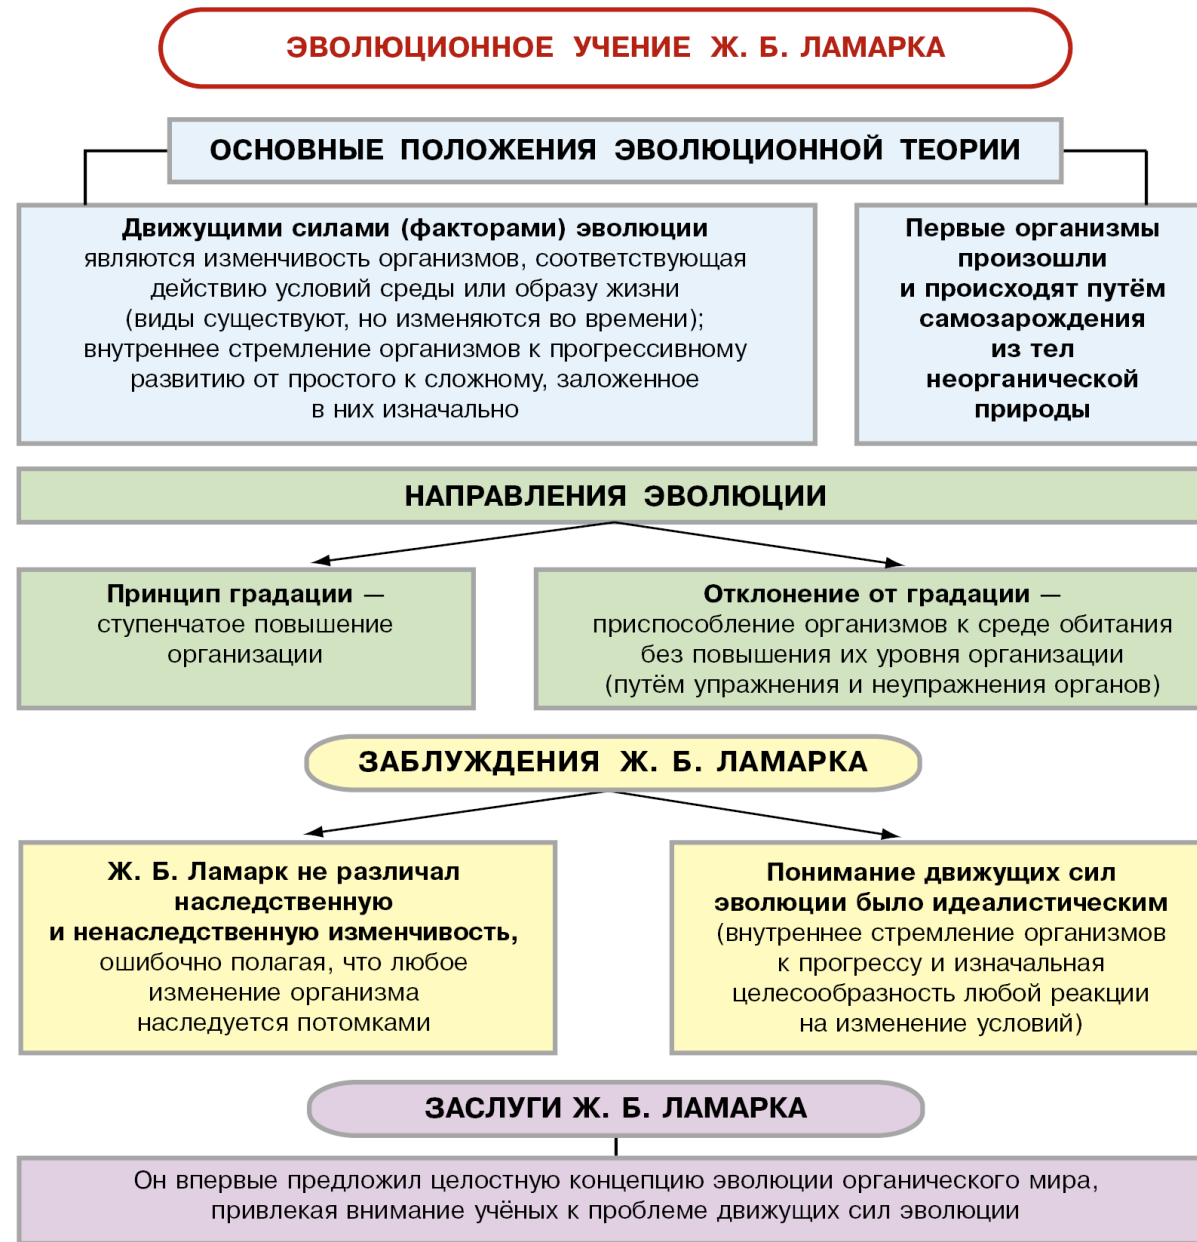 ЭВОЛЮЦИОННОЕ УЧЕНИЕ Ж. Б. ЛАМАРКА
ОСНОВНЫЕ ПОЛОЖЕНИЯ ЭВОЛЮЦИОННОЙ ТЕОРИИ
Движущими силами (факторами) эволюции
являются изменчивость организмов, соответствующая
действию условий среды или образу жизни
(виды существуют, но изменяются во времени);
внутреннее стремление организмов к прогрессивному
развитию от простого к сложному, заложенное
в них изначально
Первые организмы
произошли
и происходят путём
самозарождения
из тел
неорганической
природы
НАПРАВЛЕНИЯ ЭВОЛЮЦИИ
Принцип градации —
ступенчатое повышение
организации
Отклонение от градации —
приспособление организмов к среде обитания
без повышения их уровня организации
(путём упражнения и неупражнения органов)
ЗАБЛУЖДЕНИЯ Ж. Б. ЛАМАРКА
Ж. Б. Ламарк не различал
наследственную
и ненаследственную изменчивость,
ошибочно полагая, что любое
изменение организма
наследуется потомками
Понимание движущих сил
эволюции было идеалистическим
(внутреннее стремление организмов
к прогрессу и изначальная
целесообразность любой реакции
на изменение условий)
ЗАСЛУГИ Ж. Б. ЛАМАРКА
Он впервые предложил целостную концепцию эволюции органического мира,
привлекая внимание учёных к проблеме движущих сил эволюции